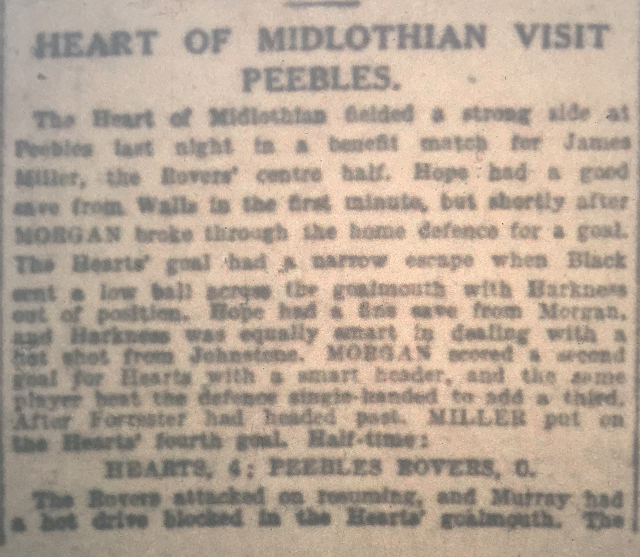 HEART OF MIDLOTHIAN VISIT
PEEBLES.
The Heart of Midlothian fielded a strong side at
Peebles last night in a benefit match for James
Miller, the Rovers' centre half. Hope had a good
save from Walls in the first minute, but shortly after
MORGAN broke through the home defence for a goal.
The Hearts' goal had a narrow escape when Black
sent a low ball across the goalmouth with Harkness
out of position. Hope had a fine save from Morgan,
and Harkness was equally smart in dealing with a
hot shot from Johnstone. MORGAN scored a second
goal for Hearts with a smart header, and the same
player beat the defence single-handed to add a third.
After Forrester had headed past, MILLER put on
the Hearts' fourth goal. Half-time:
HEARTS, 4; PEEBLES ROVERS, 0.
The Rovers attacked on resuming, and Murray had
a hot drive blocked in the Hearts' goalmouth. The